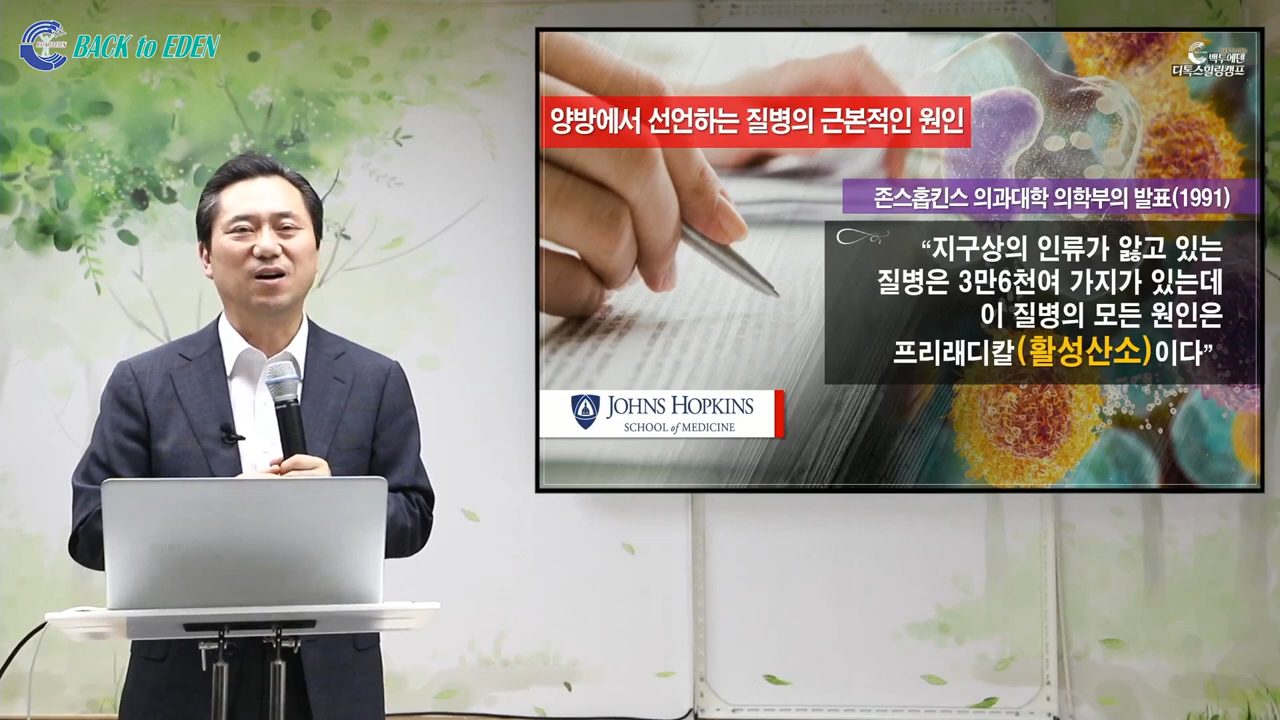 BACK to EDEN
백투에덴
디톡스힐링캠프
양방에서 선언하는 질병의 근본적인 원인
존스홉킨스 의과대학 의학부의 발표(1991)
“지구상의 인류가 앓고 있는
질병은 3만6천여 가지가 있는데
이 질병의 모든 원인은
프리래디칼(활성산소)이다”
JOHNS HOPKINS
SCHOOL of MEDICINE